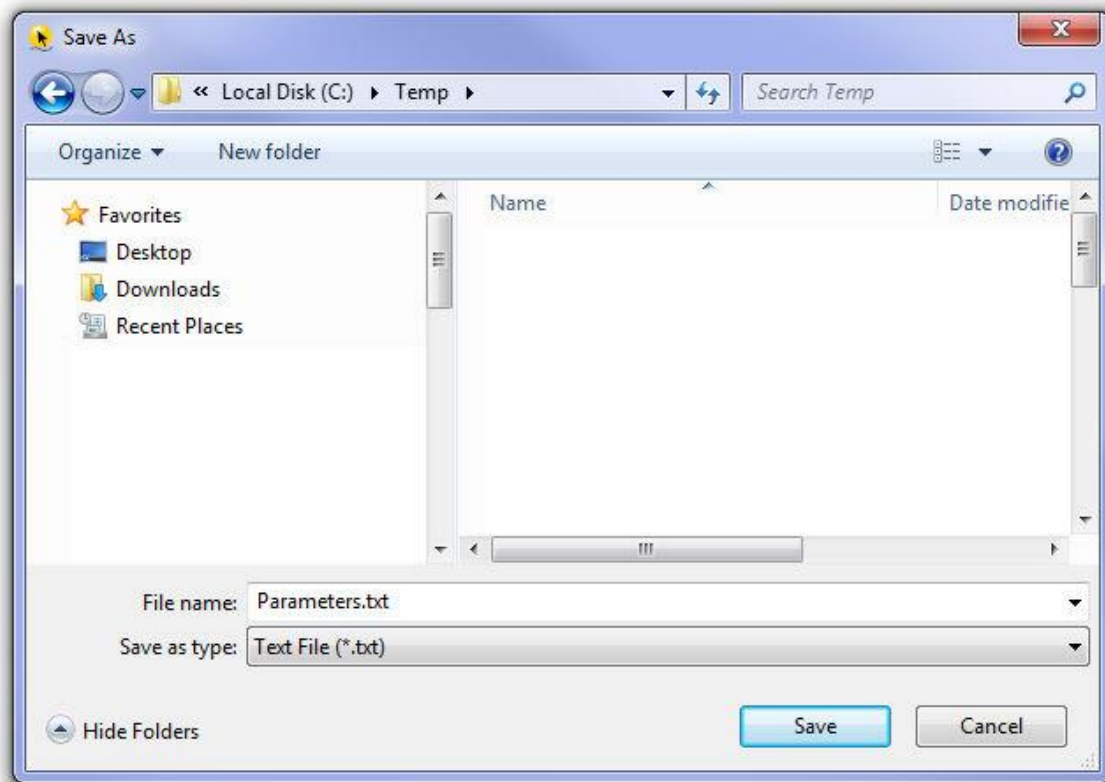 Save As
« Local Disk (C:) Temp
Search Temp
Organize New folder
Favorites
Desktop
Downloads
Recent Places
Name Date modifie
File name: Parameters.txt
Save as type: Text File (*.txt)
Hide Folders Save Cancel